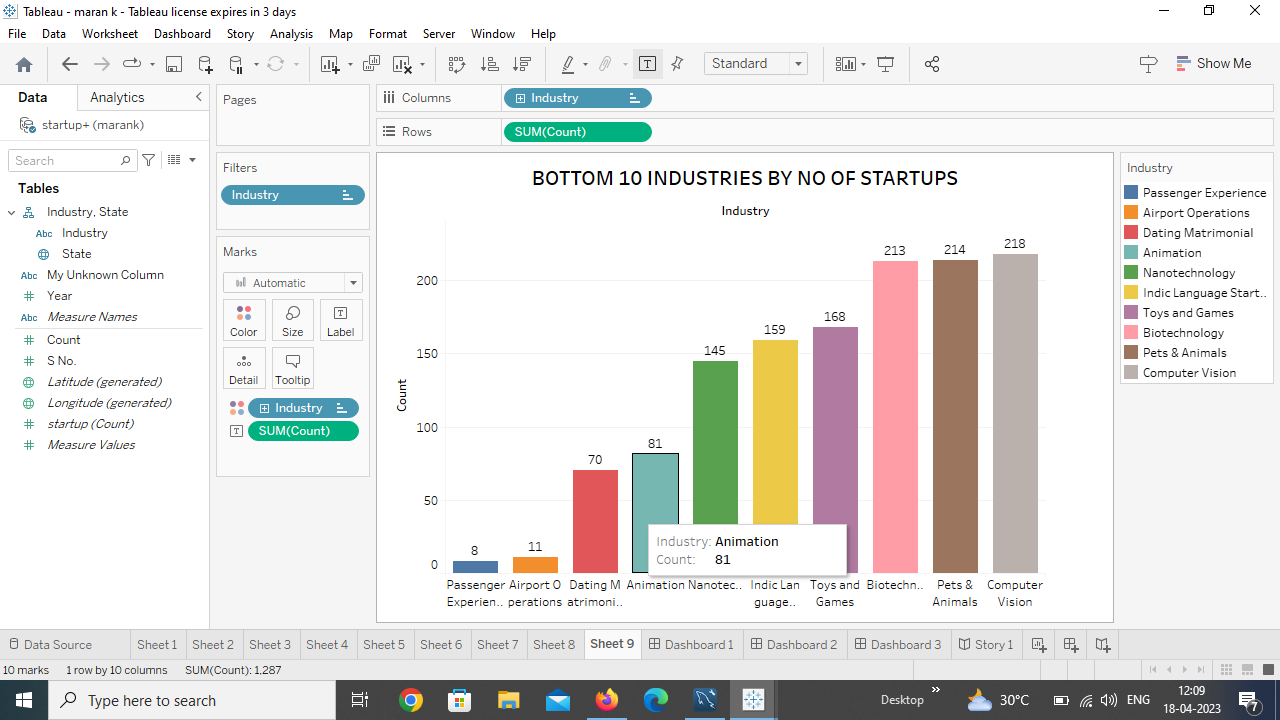 Tableau - maran k - Tableau license expires in 3 days
File Data Worksheet Dashboard Story Analysis Map Format Server Window Help
Standard
Show Me
Data Analytics
startup+ (marank)
Search
Tables
Industry, State
Abc Industry
State
Abc My Unknown Column
Year
Abc Measure Names
Count
S No.
Latitude (generated)
Longitude (generated)
startup (Count)
Measure Values
Pages
Filters
Industry
Marks
Automatic
Color Size Label
Detail Tooltip
Industry
SUM(Count)
Columns Industry
Rows SUM(Count)
BOTTOM 10 INDUSTRIES BY NO OF STARTUPS
Industry
Count
200
150
100
50
0
8 11 70 81 145 159 168 213 214 218
Industry: Animation
Count: 81
Passenger Experien.. Airport O perations Dating M atrimoni.. Animation Nanotec.. Indic Lan guage.. Toys and Games Biotechn.. Pets & Animals Computer Vision
Industry
Passenger Experience
Airport Operations
Dating Matrimonial
Animation
Nanotechnology
Indic Language Start..
Toys and Games
Biotechnology
Pets & Animals
Computer Vision
Data Source Sheet 1 Sheet 2 Sheet 3 Sheet 4 Sheet 5 Sheet 6 Sheet 7 Sheet 8 Sheet 9 Dashboard 1 Dashboard 2 Dashboard 3 Story 1
10 marks 1 row by 10 columns SUM(Count): 1,287
Type here to search
Desktop
30°C
ENG
12:09
18-04-2023
7